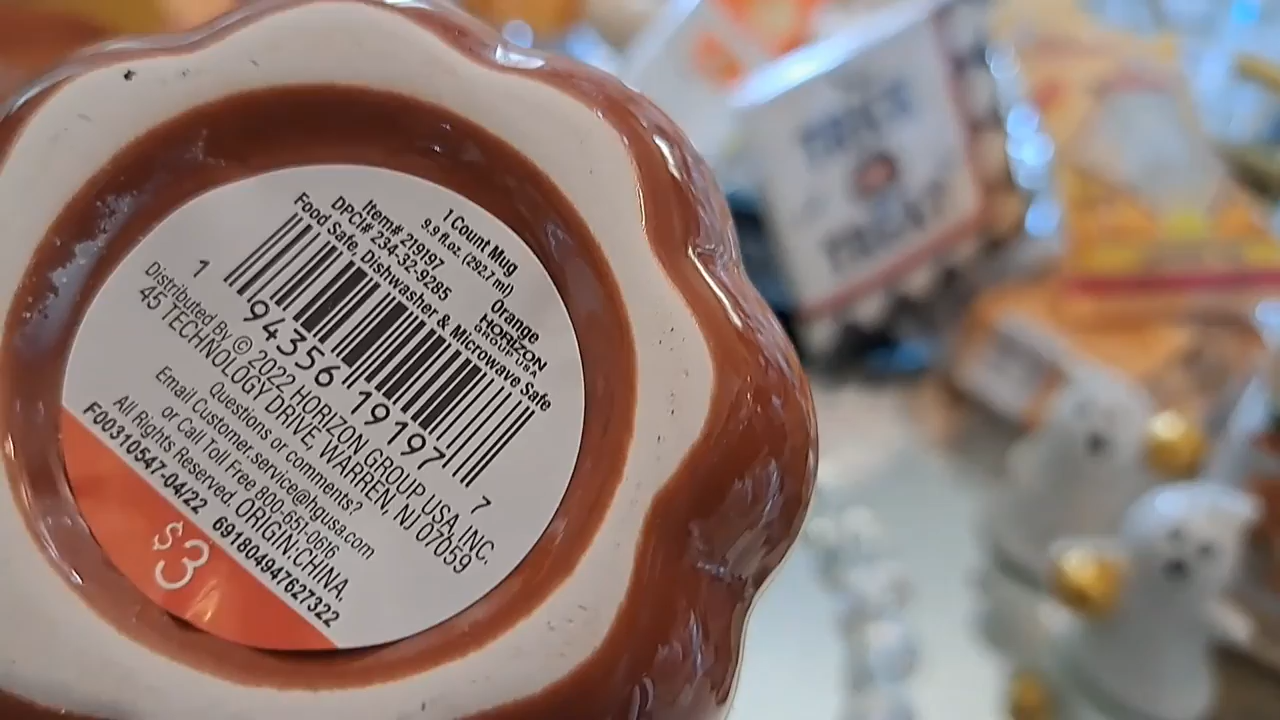 1 Count Mug
9.9 fl.oz. (292.7 ml)
Orange
HORIZON
GROUP USA
Item# 219197
DPCI# 234-32-9285
Food Safe, Dishwasher & Microwave Safe
1 94356 19197 7
Distributed By © 2022 HORIZON GROUP USA, INC.
45 TECHNOLOGY DRIVE WARREN, NJ 07059
Questions or comments?
Email Customer.service@hgusa.com
or Call Toll Free 800-651-0616
All Rights Reserved. ORIGIN:CHINA,
F00310547-04/22 691804947627322
$3